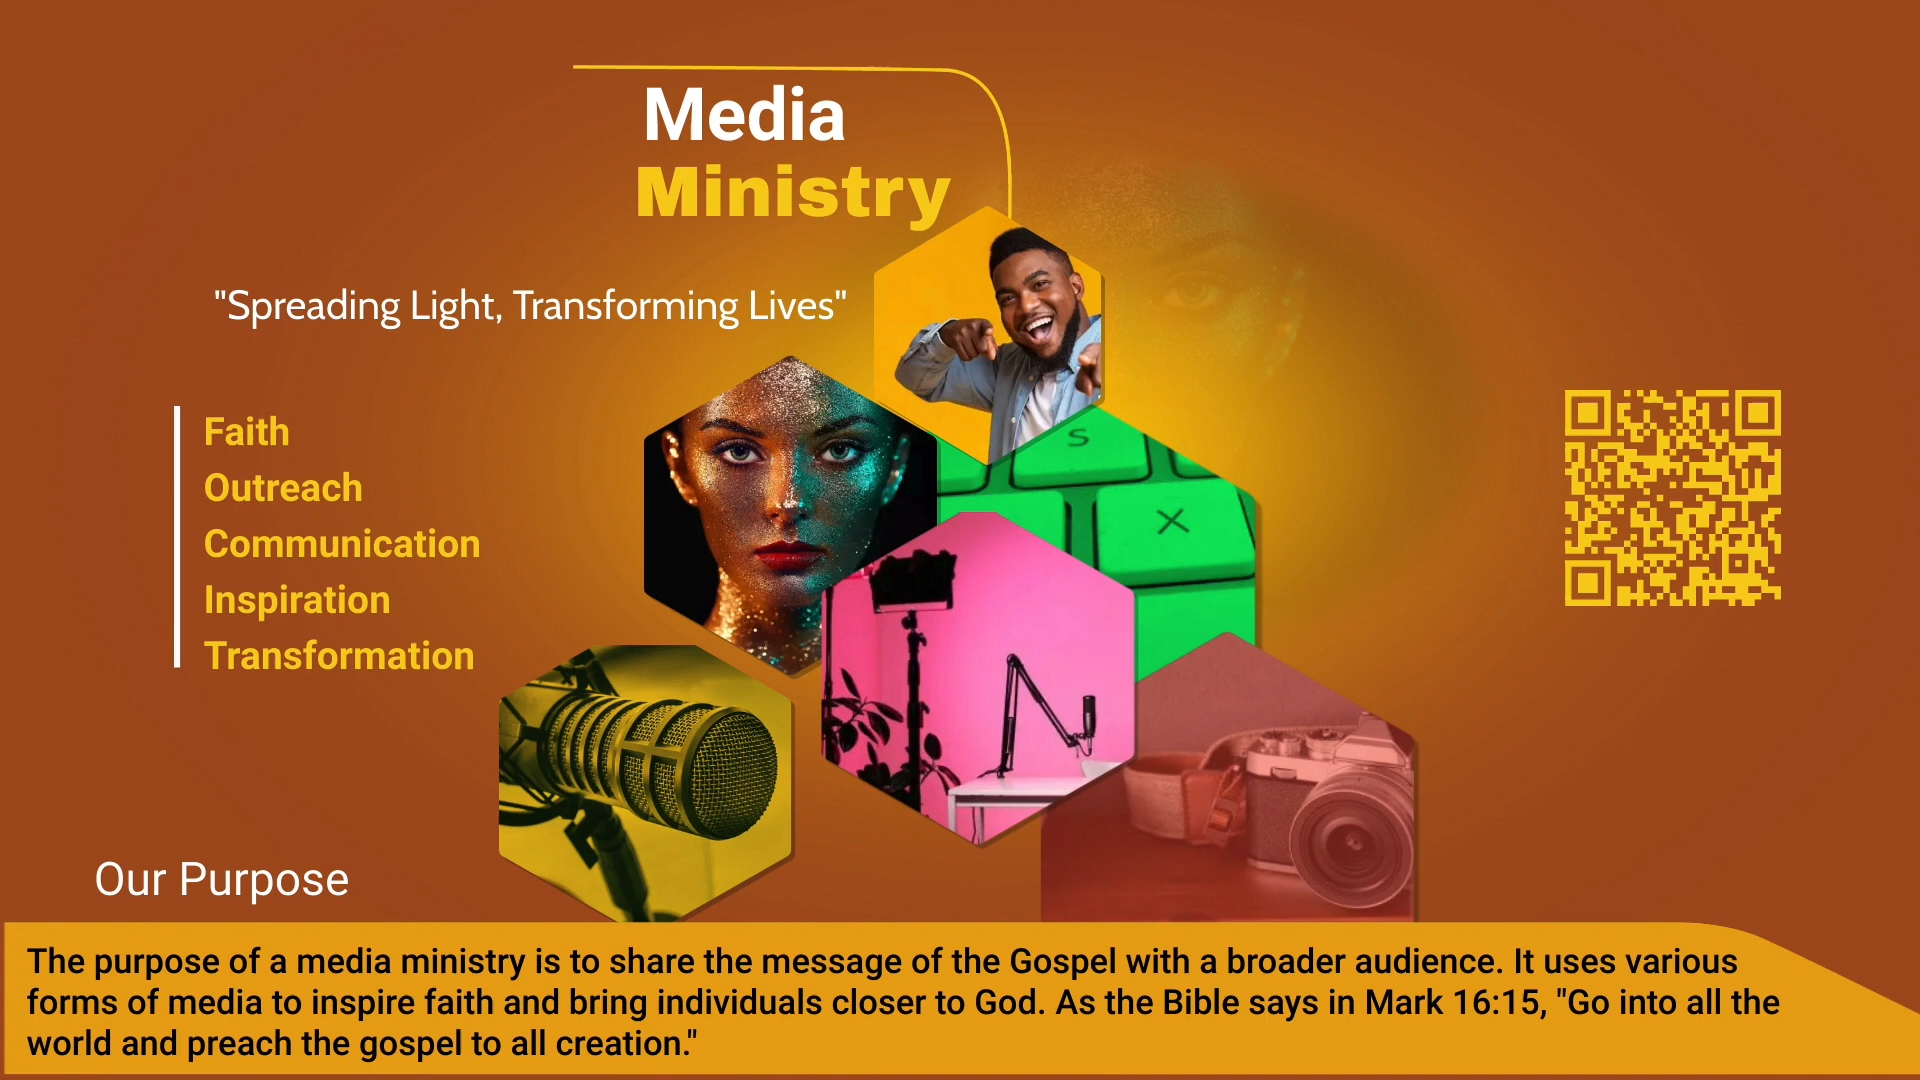 Media
Ministry
"Spreading Light, Transforming Lives"
Faith
Outreach
Communication
Inspiration
Transformation
S
X
Our Purpose
The purpose of a media ministry is to share the message of the Gospel with a broader audience. It uses various
forms of media to inspire faith and bring individuals closer to God. As the Bible says in Mark 16:15, "Go into all the
world and preach the gospel to all creation."